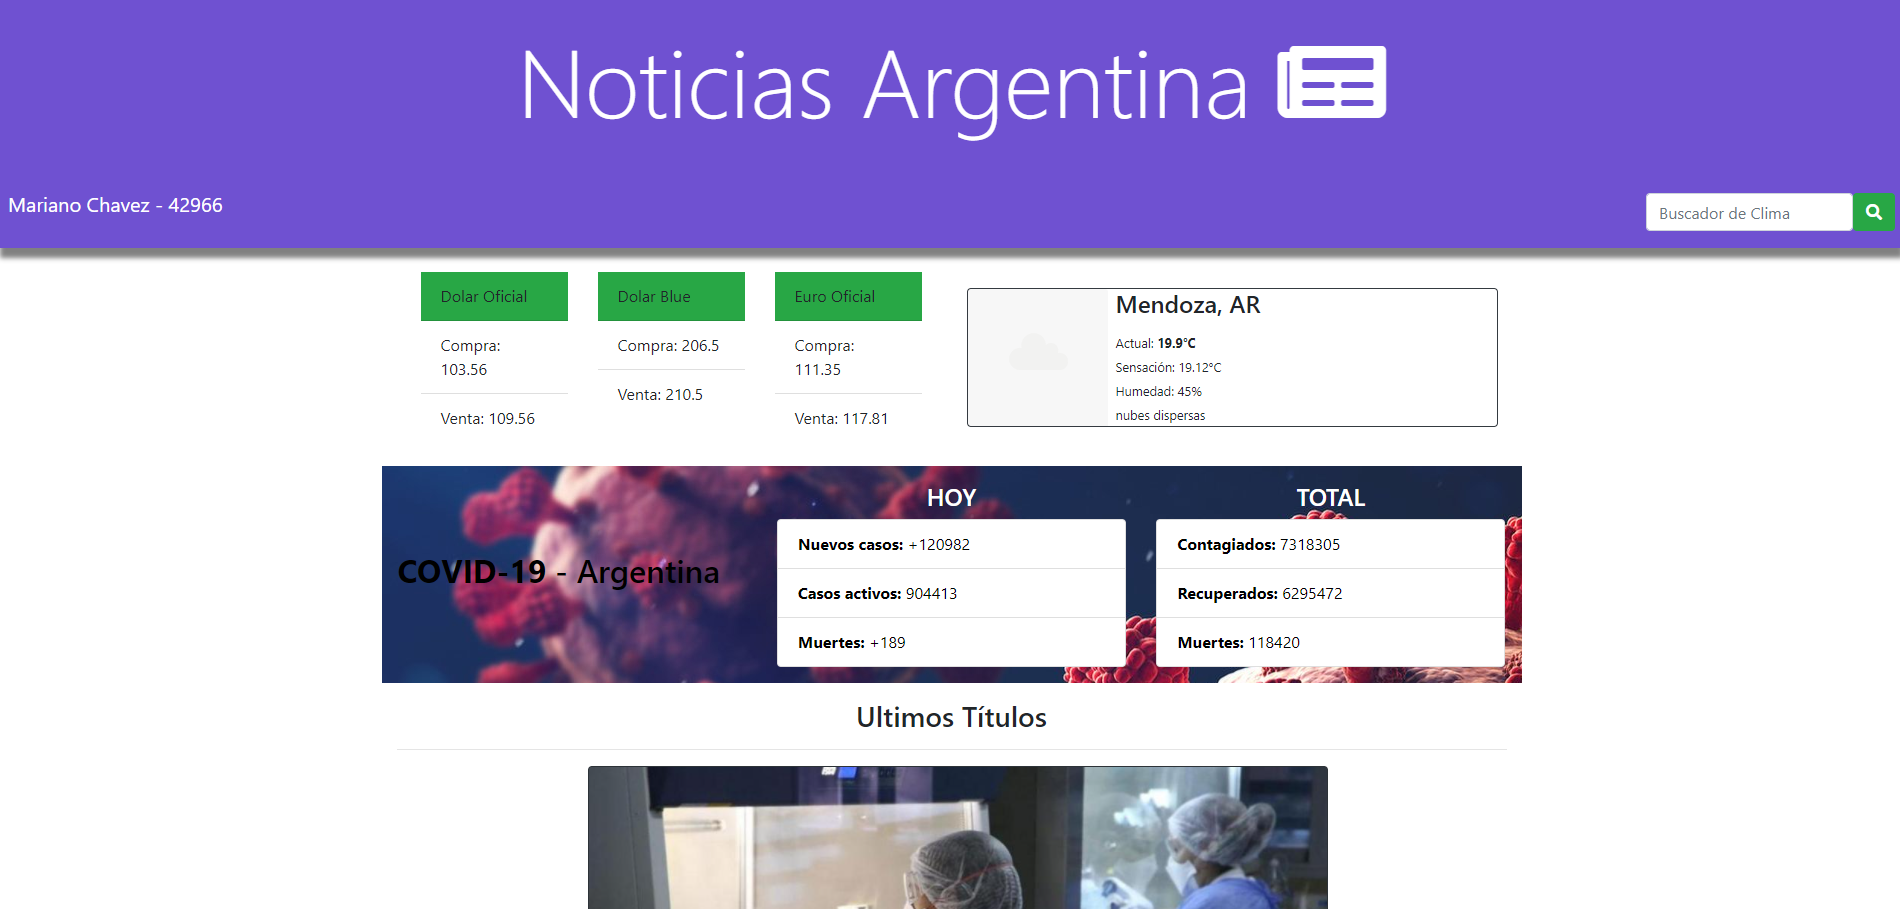 Noticias Argentina
Mariano Chavez - 42966
Buscador de Clima
Dolar Oficial
Compra:
103.56
Venta: 109.56
Dolar Blue
Compra: 206.5
Venta: 210.5
Euro Oficial
Compra:
111.35
Venta: 117.81
Mendoza, AR
Actual: 19.9°C
Sensación: 19.12°C
Humedad: 45%
nubes dispersas
COVID-19 - Argentina
HOY
Nuevos casos: +120982
Casos activos: 904413
Muertes: +189
TOTAL
Contagiados: 7318305
Recuperados: 6295472
Muertes: 118420
Ultimos Títulos